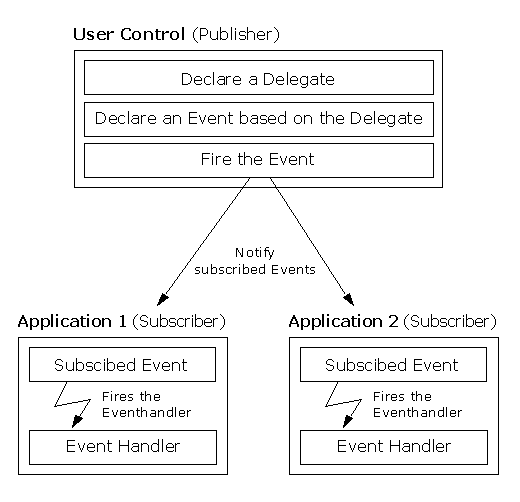 User Control (Publisher)
Declare a Delegate
Declare an Event based on the Delegate
Fire the Event
Notify
subscribed Events
Application 1 (Subscriber)
Subscibed Event
Fires the
Eventhandler
Event Handler
Application 2 (Subscriber)
Subscibed Event
Fires the
Eventhandler
Event Handler